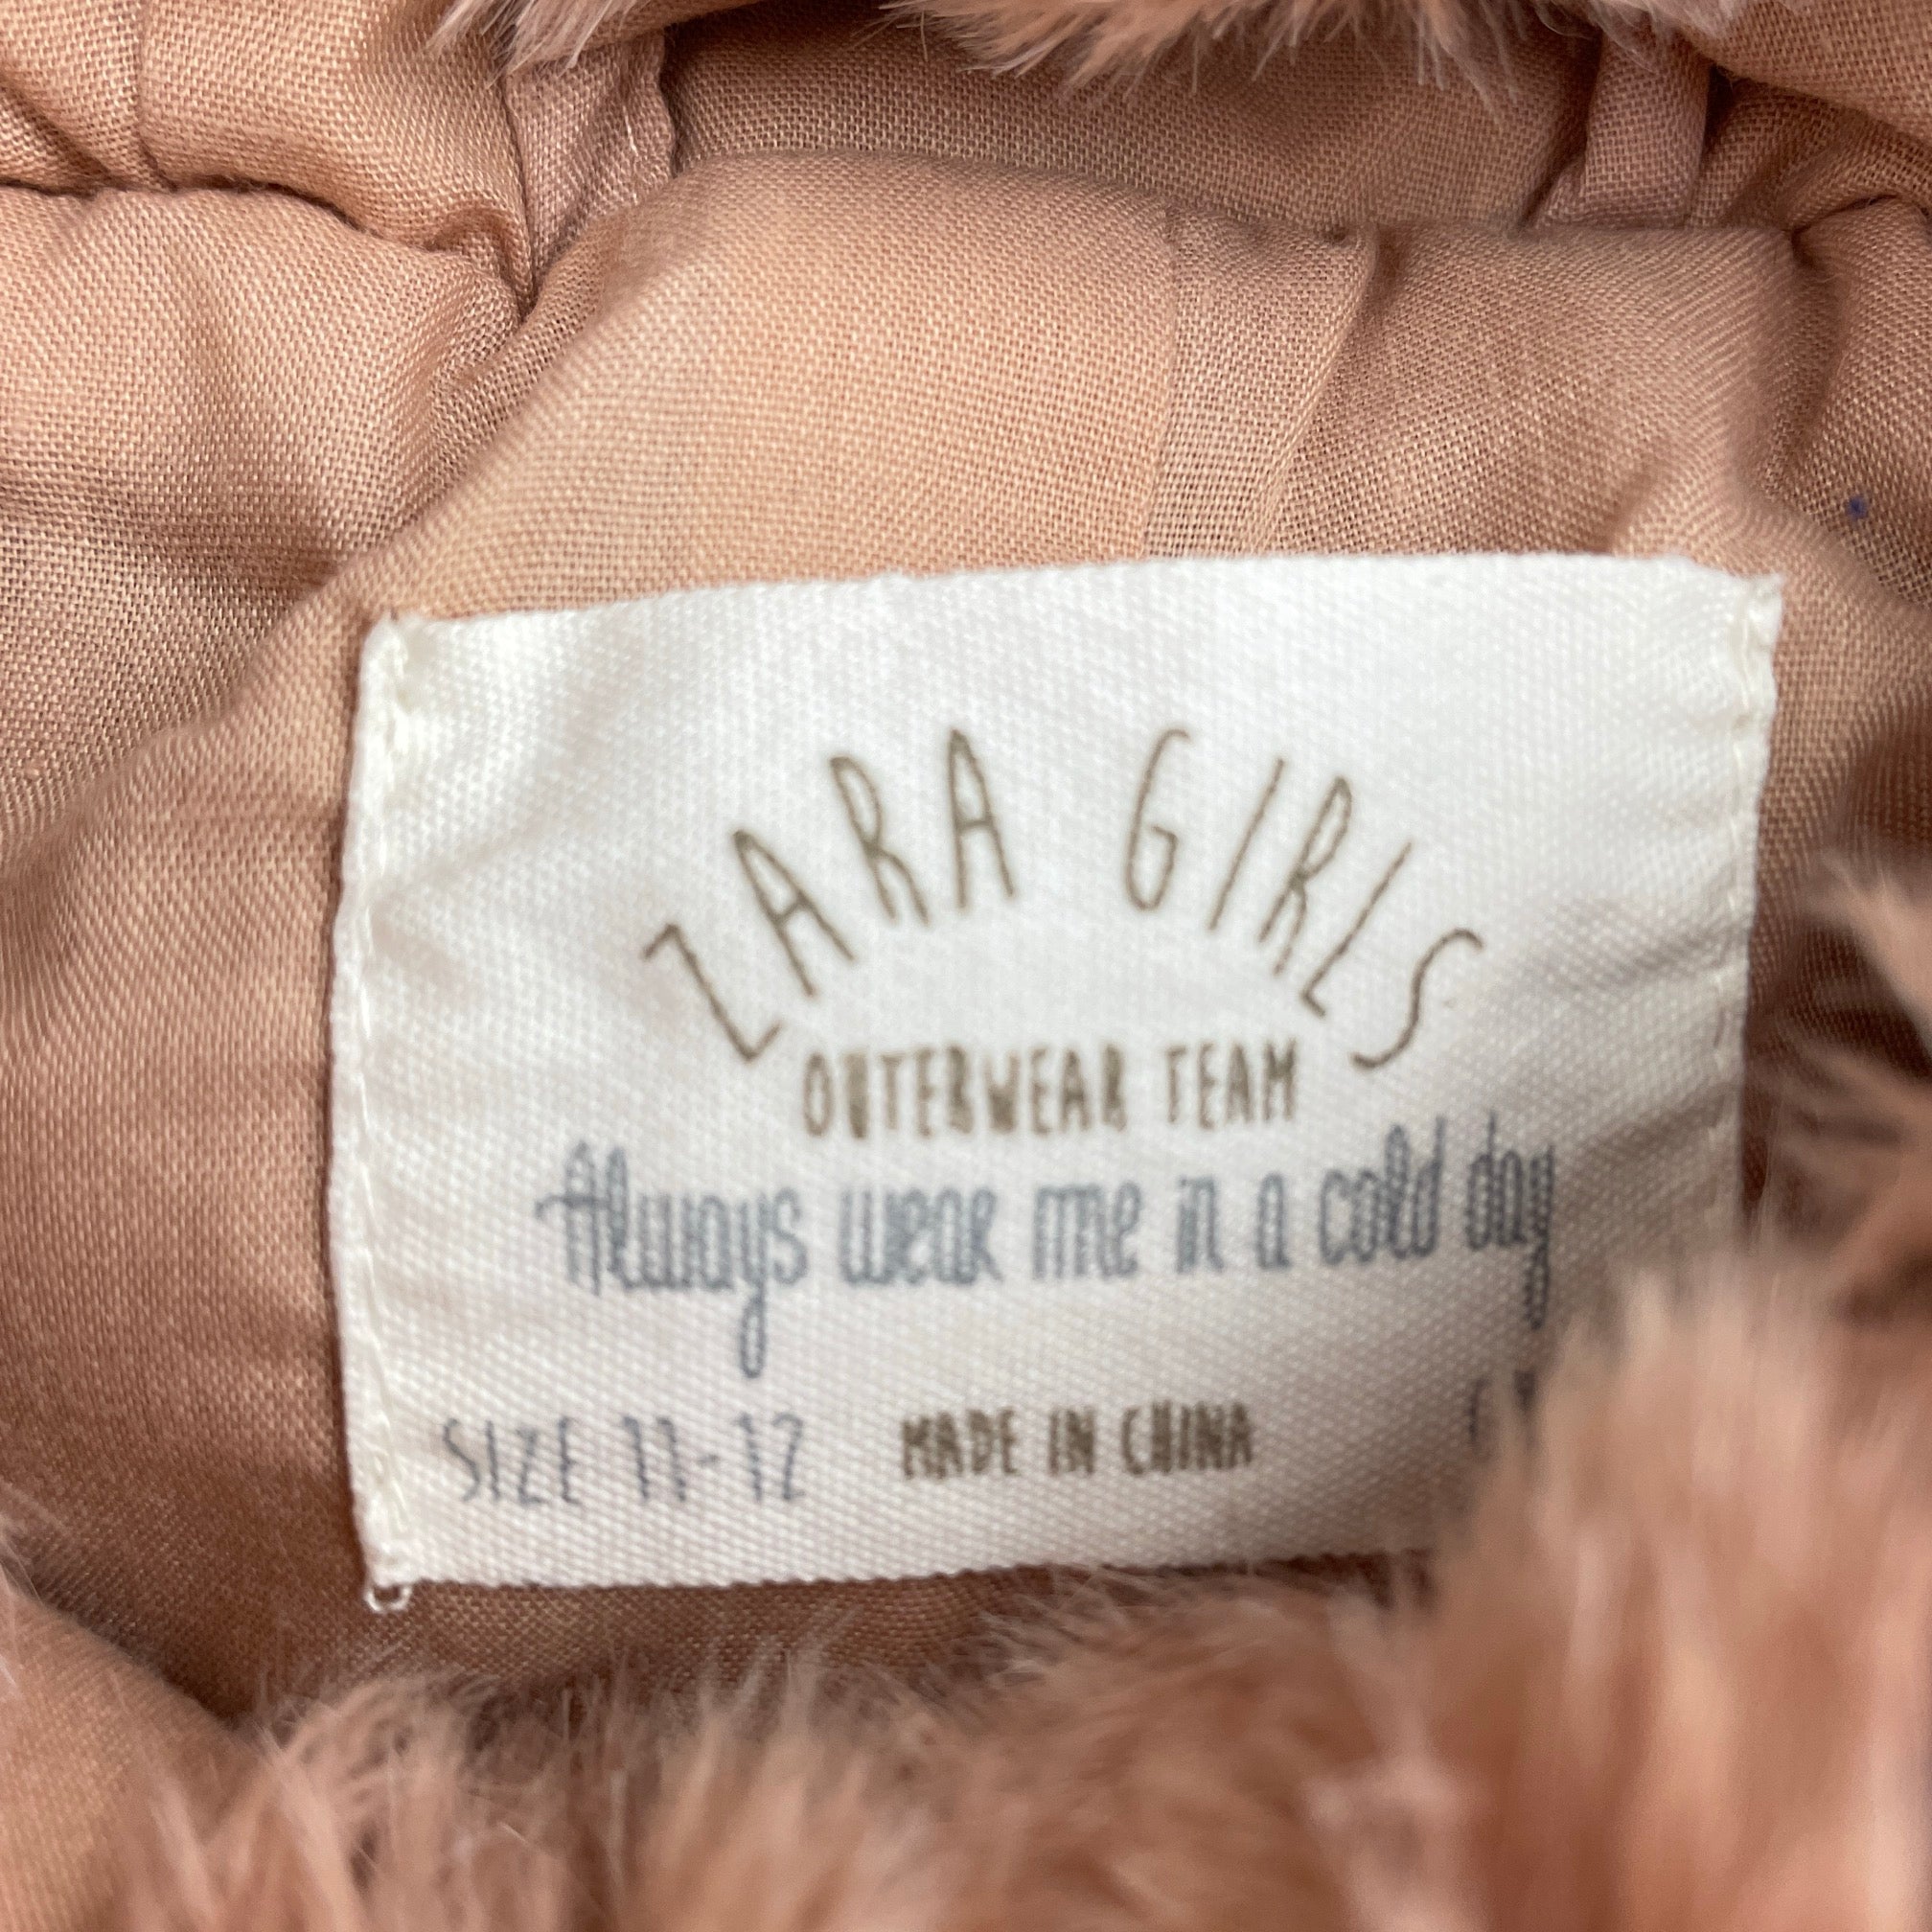 ZARA GIRLS
OUTERWEAR TEAM
Always wear me in a cold day
SIZE 11-12 MADE IN CHINA